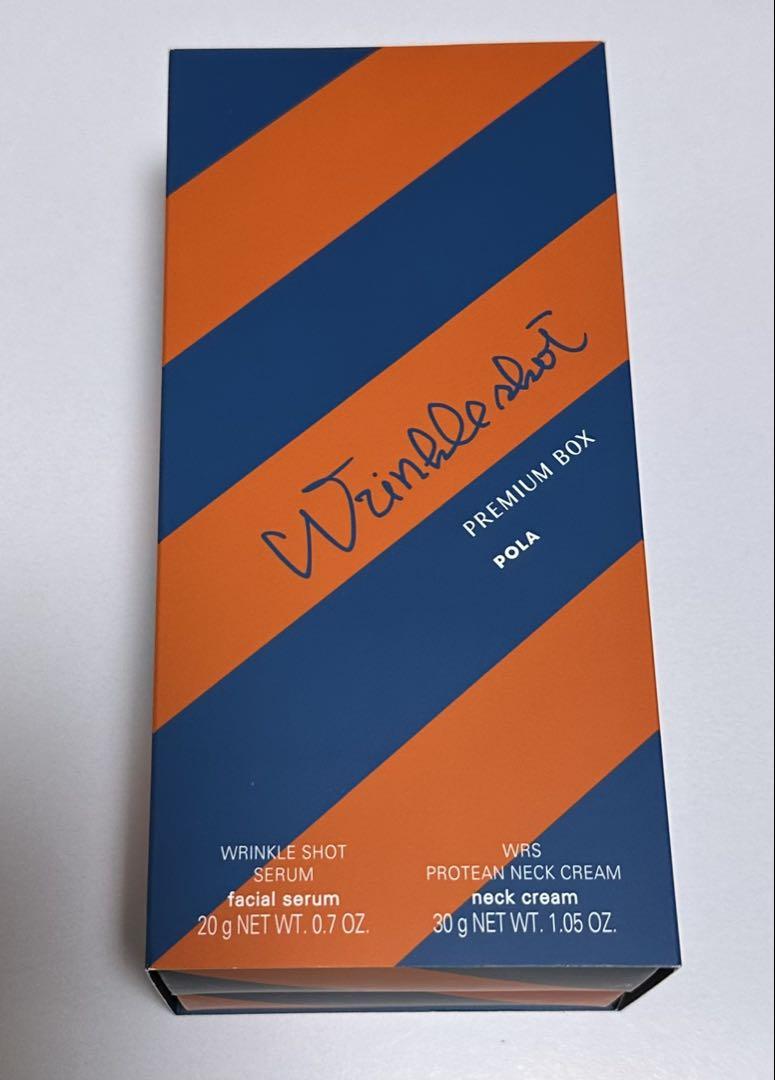 Wrinkle shot
PREMIUM BOX
POLA
WRINKLE SHOT
SERUM
facial serum
20 g NET WT. 0.7 OZ.
WRS
PROTEAN NECK CREAM
neck cream
30 g NET WT. 1.05 OZ.